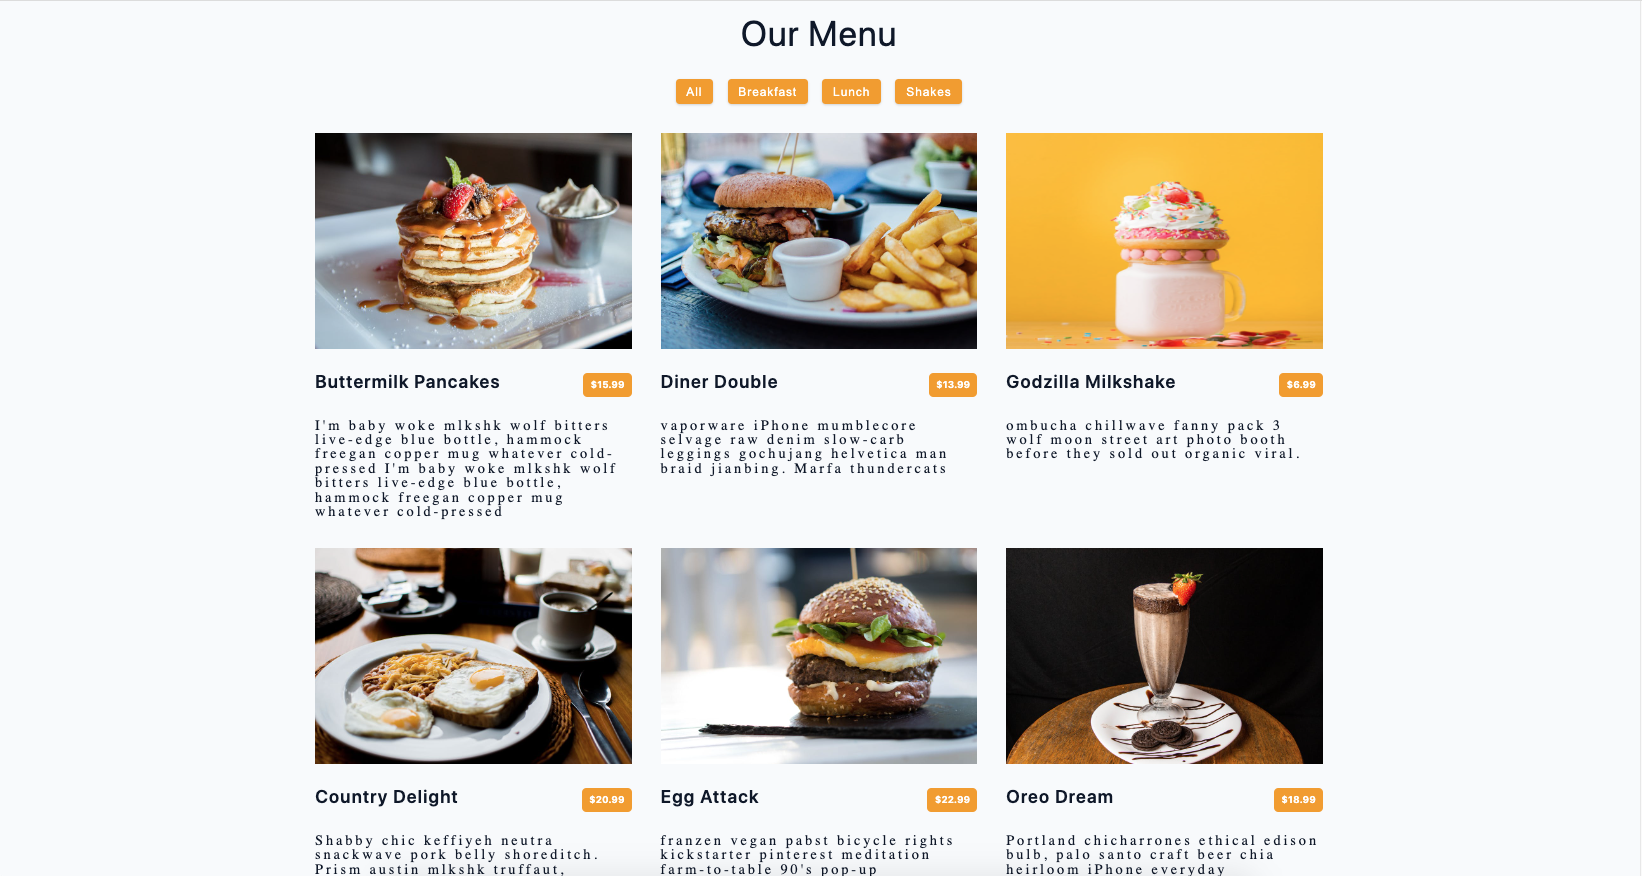 Our Menu
All Breakfast Lunch Shakes
Buttermilk Pancakes $15.99
I'm baby woke mlkshk wolf bitters
live-edge blue bottle, hammock
freegan copper mug whatever cold-
pressed I'm baby woke mlkshk wolf
bitters live-edge blue bottle,
hammock freegan copper mug
whatever cold-pressed
Diner Double $13.99
vaporware iPhone mumblecore
selvage raw denim slow-carb
leggings gochujang helvetica man
braid jianbing. Marfa thundercats
Godzilla Milkshake $6.99
ombucha chillwave fanny pack 3
wolf moon street art photo booth
before they sold out organic viral.
Country Delight $20.99
Shabby chic keffiyeh neutra
snackwave pork belly shoreditch.
Prism austin mlkshk truffaut,
Egg Attack $22.99
franzen vegan pabst bicycle rights
kickstarter pinterest meditation
farm-to-table 90's pop-up
Oreo Dream $18.99
Portland chicharrones ethical edison
bulb, palo santo craft beer chia
heirloom iPhone everyday